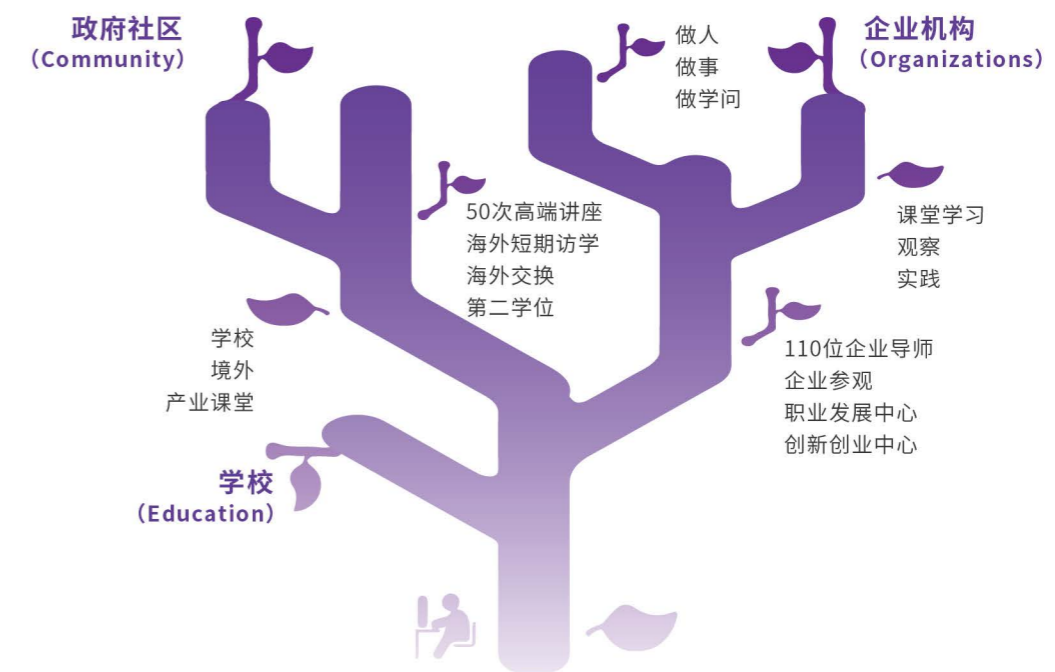 政府社区
（Community）
做人
做事
做学问
企业机构
（Organizations）
50次高端讲座
海外短期访学
海外交换
第二学位
课堂学习
观察
实践
学校
境外
产业课堂
110位企业导师
企业参观
职业发展中心
创新创业中心
学校
（Education）